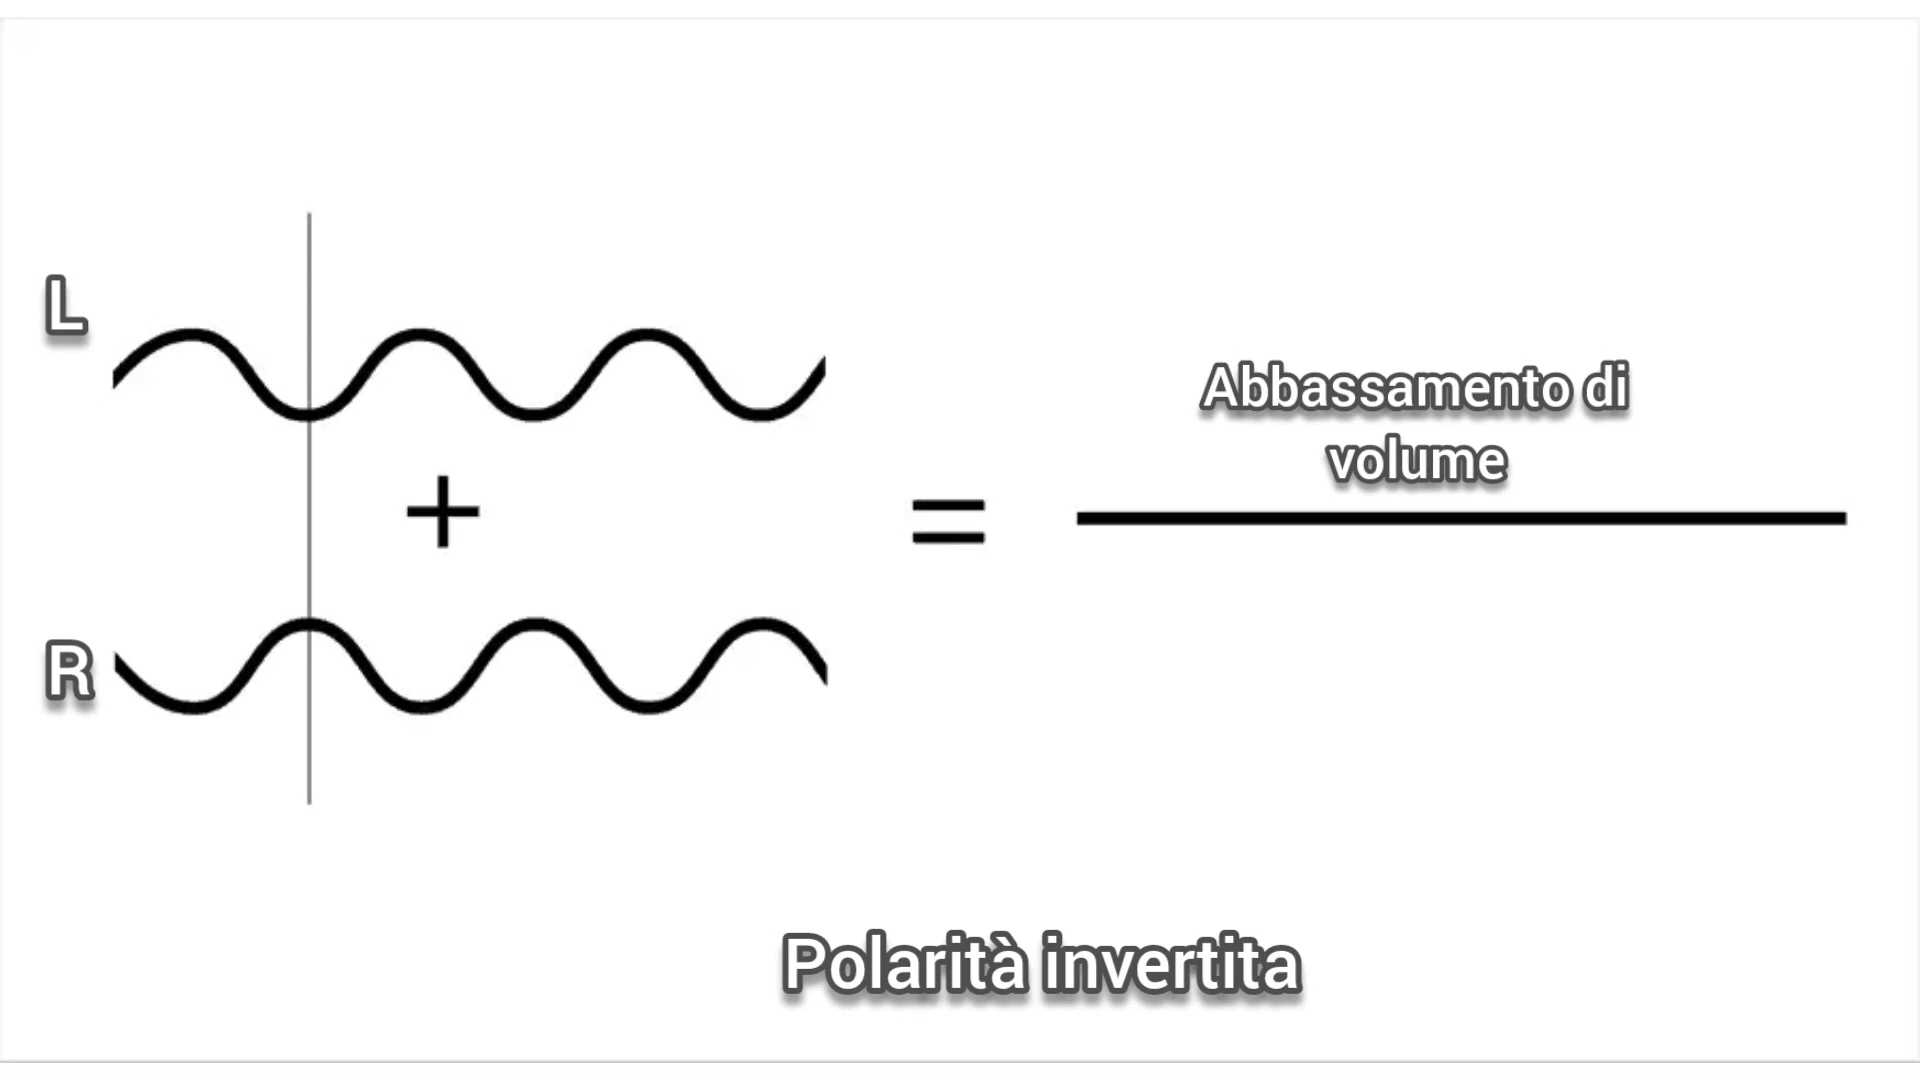 L
+
=
Abbassamento di
volume
R
Polarità invertita